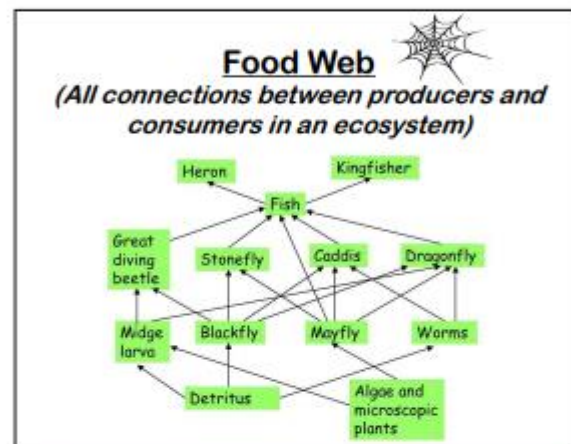 Food Web
(All connections between producers and
consumers in an ecosystem)
Heron
Kingfisher
Fish
Great
diving
beetle
Stonefly
Caddis
Dragonfly
Midge
larva
Blackfly
Mayfly
Worms
Detritus
Algae and
microscopic
plants